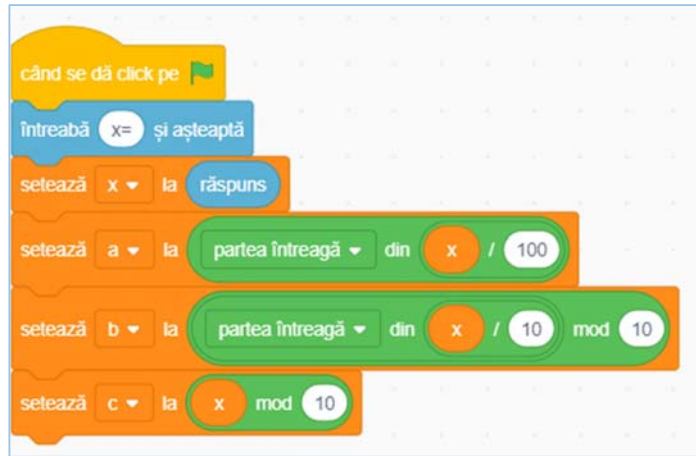 când se dă click pe
întreabă x= și așteaptă
setează x la răspuns
setează a la partea întreagă din x / 100
setează b la partea întreagă din x / 10 mod 10
setează c la x mod 10